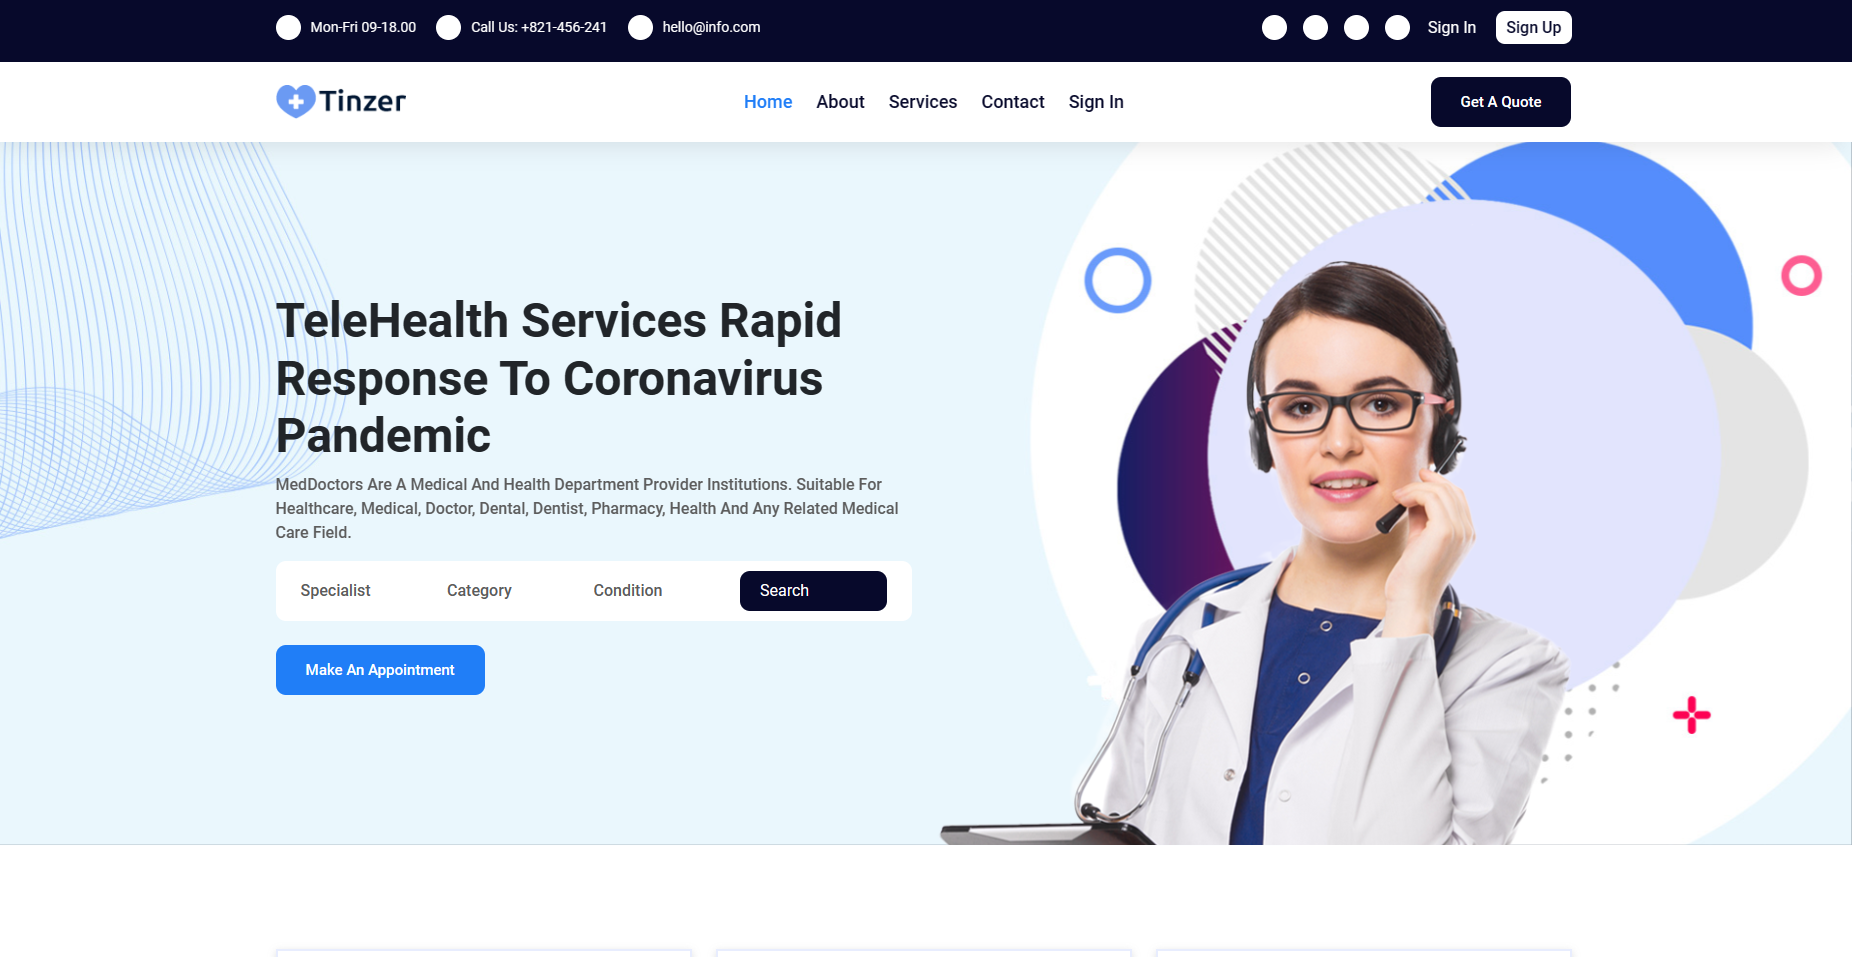 Mon-Fri 09-18.00
Call Us: +821-456-241
hello@info.com
Sign In
Sign Up
Tinzer
Home
About
Services
Contact
Sign In
Get A Quote
TeleHealth Services Rapid
Response To Coronavirus
Pandemic
MedDoctors Are A Medical And Health Department Provider Institutions. Suitable For
Healthcare, Medical, Doctor, Dental, Dentist, Pharmacy, Health And Any Related Medical
Care Field.
Specialist
Category
Condition
Search
Make An Appointment